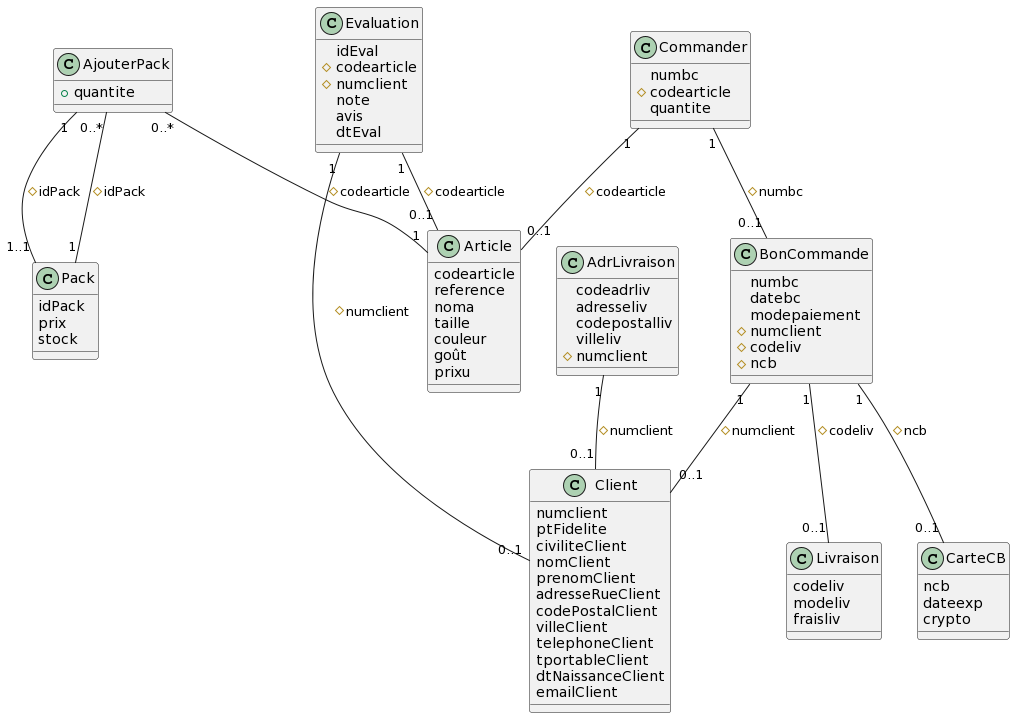 C Evaluation
idEval
codearticle
numclient
note
avis
dtEval
C Commander
numbc
codearticle
quantite
C AjouterPack
quantite
1
0..*
0..*
1
1
1
1
idPack
idPack
codearticle
codearticle
codearticle
numbc
1..1
1
1
0..1
0..1
0..1
C Pack
idPack
prix
stock
C Article
codearticle
reference
noma
taille
couleur
goût
prixu
C AdrLivraison
codeadrliv
adresseliv
codepostalliv
villeliv
numclient
C BonCommande
numbc
datebc
modepaiement
numclient
codeliv
ncb
numclient
1
1
1
1
numclient
numclient
codeliv
ncb
0..1
0..1
0..1
0..1
0..1
C Client
numclient
ptFidelite
civiliteClient
nomClient
prenomClient
adresseRueClient
codePostalClient
villeClient
telephoneClient
tportableClient
dtNaissanceClient
emailClient
C Livraison
codeliv
modeliv
fraisliv
C CarteCB
ncb
dateexp
crypto